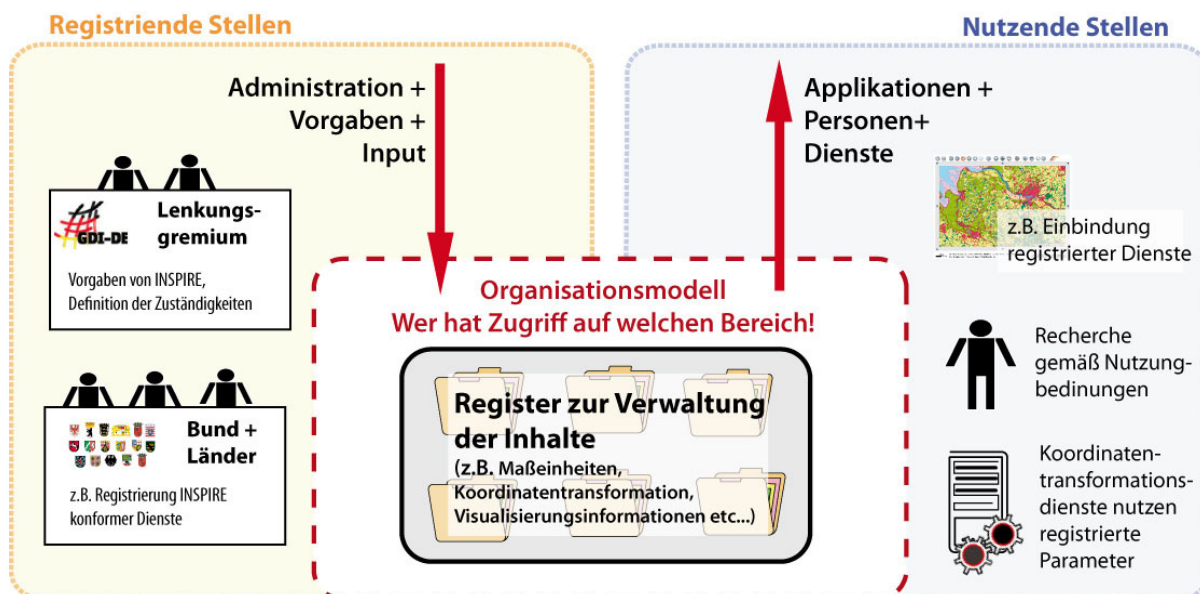 Registriende Stellen
Administration +
Vorgaben +
Input
GDI-DE
Lenkungs-
gremium
Vorgaben von INSPIRE,
Definition der Zuständigkeiten
Bund +
Länder
z.B. Registrierung INSPIRE
konformer Dienste
Organisationsmodell
Wer hat Zugriff auf welchen Bereich!
Register zur Verwaltung
der Inhalte
(z.B. Maßeinheiten,
Koordinatentransformation,
Visualisierungsinformationen etc...)
Nutzende Stellen
Applikationen +
Personen+
Dienste
z.B. Einbindung
registrierter Dienste
Recherche
gemäß Nutzung-
bedinungen
Koordinaten-
transformations-
dienste nutzen
registrierte
Parameter